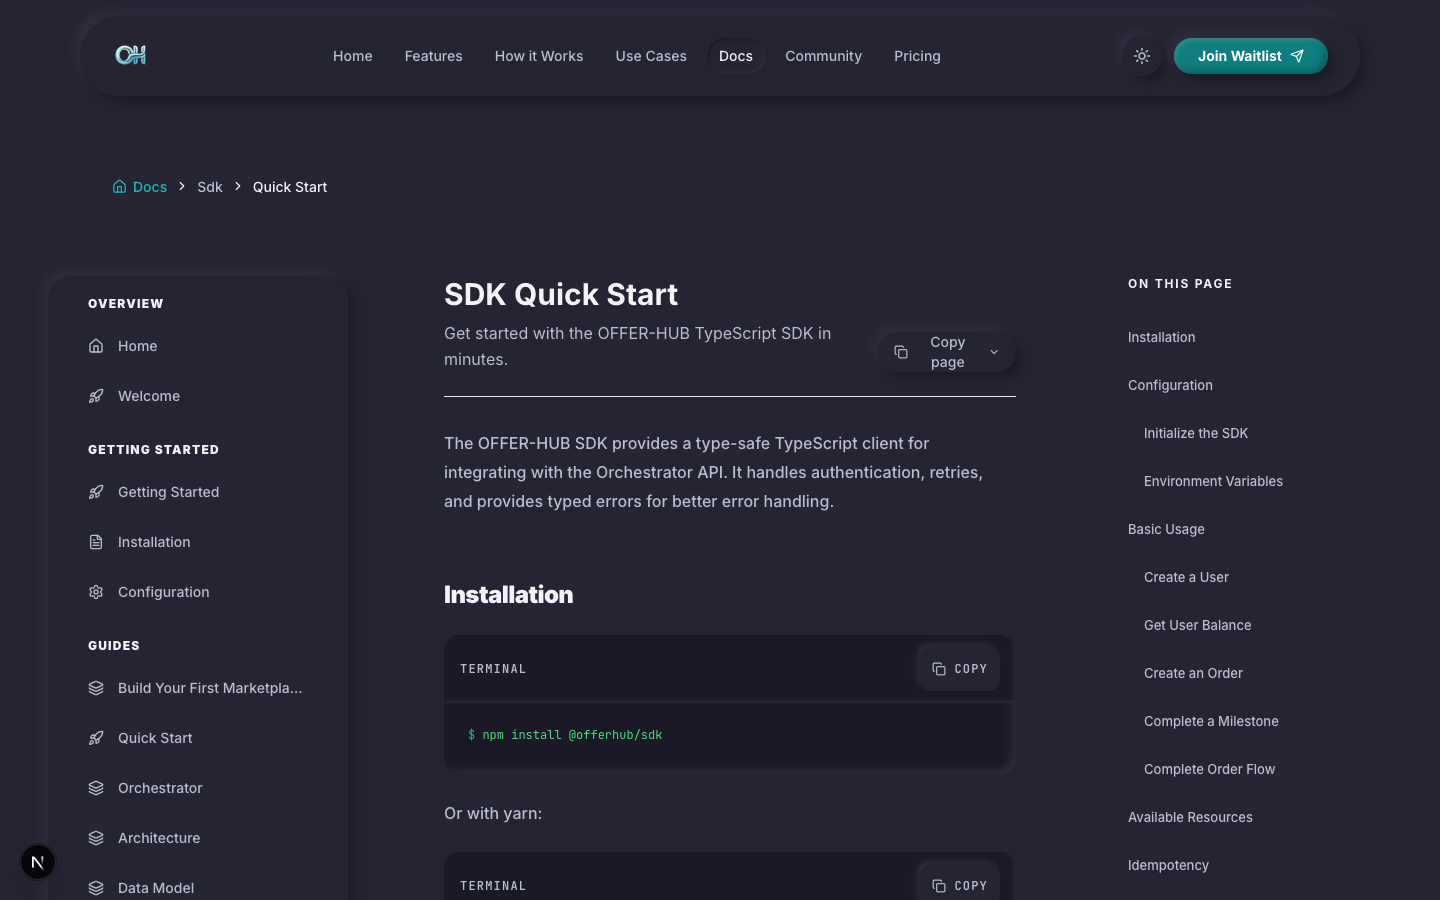 OH
Home
Features
How it Works
Use Cases
Docs
Community
Pricing
Join Waitlist
Docs
Sdk
Quick Start
OVERVIEW
Home
Welcome
GETTING STARTED
Getting Started
Installation
Configuration
GUIDES
Build Your First Marketpla...
Quick Start
Orchestrator
Architecture
Data Model
N
SDK Quick Start
Get started with the OFFER-HUB TypeScript SDK in
minutes.
Copy
page
The OFFER-HUB SDK provides a type-safe TypeScript client for
integrating with the Orchestrator API. It handles authentication, retries,
and provides typed errors for better error handling.
Installation
TERMINAL
COPY
$ npm install @offerhub/sdk
Or with yarn:
TERMINAL
COPY
ON THIS PAGE
Installation
Configuration
Initialize the SDK
Environment Variables
Basic Usage
Create a User
Get User Balance
Create an Order
Complete a Milestone
Complete Order Flow
Available Resources
Idempotency